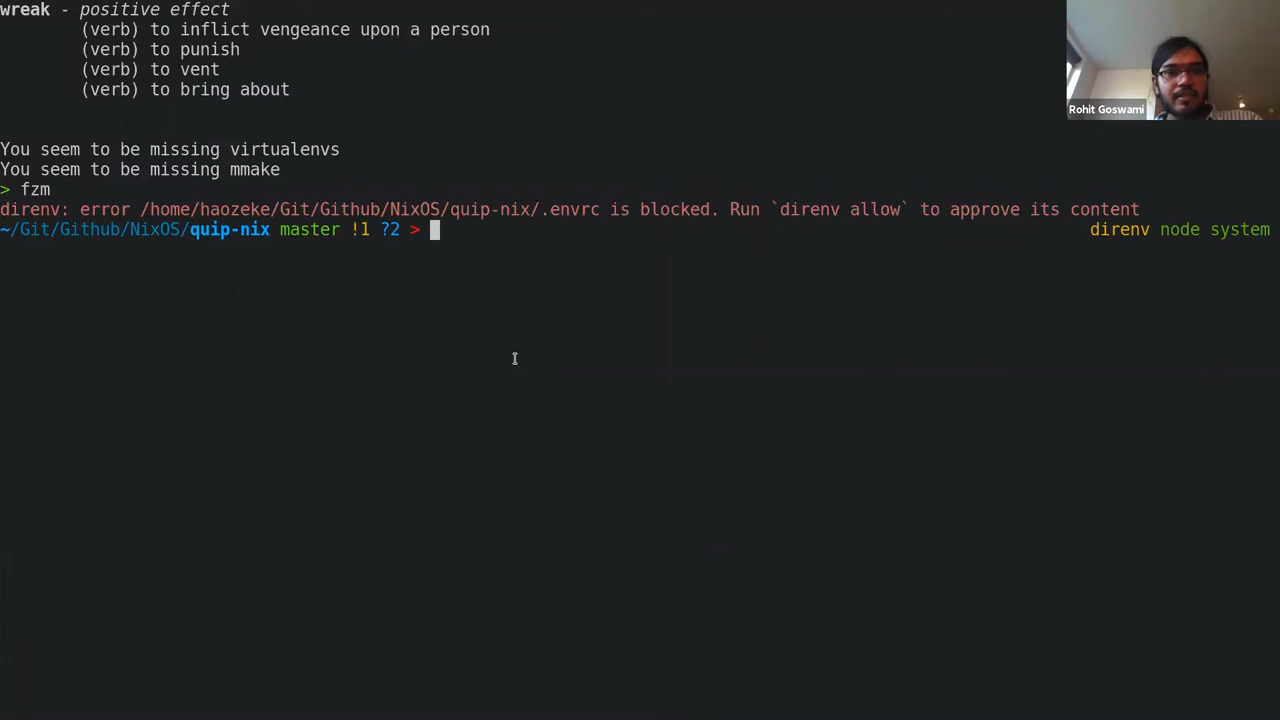 wreak - positive effect
(verb) to inflict vengeance upon a person
(verb) to punish
(verb) to vent
(verb) to bring about
Rohit Goswami
You seem to be missing virtualenvs
You seem to be missing mmake
> fzm
direnv: error /home/haozeke/Git/Github/NixOS/quip-nix/.envrc is blocked. Run `direnv allow` to approve its content
~/Git/Github/NixOS/quip-nix master !1 ?2 > direnv node system